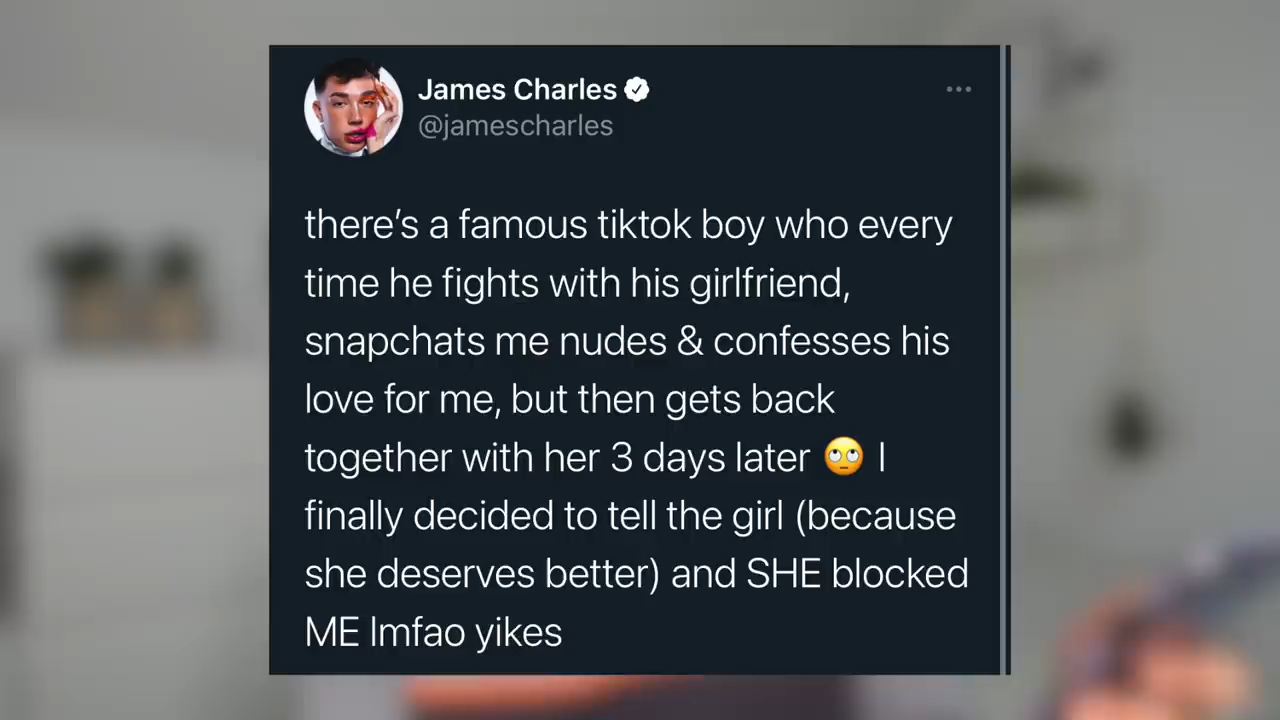 James Charles
@jamescharles
there's a famous tiktok boy who every
time he fights with his girlfriend,
snapchats me nudes & confesses his
love for me, but then gets back
together with her 3 days later 🙄 I
finally decided to tell the girl (because
she deserves better) and SHE blocked
ME lmfao yikes